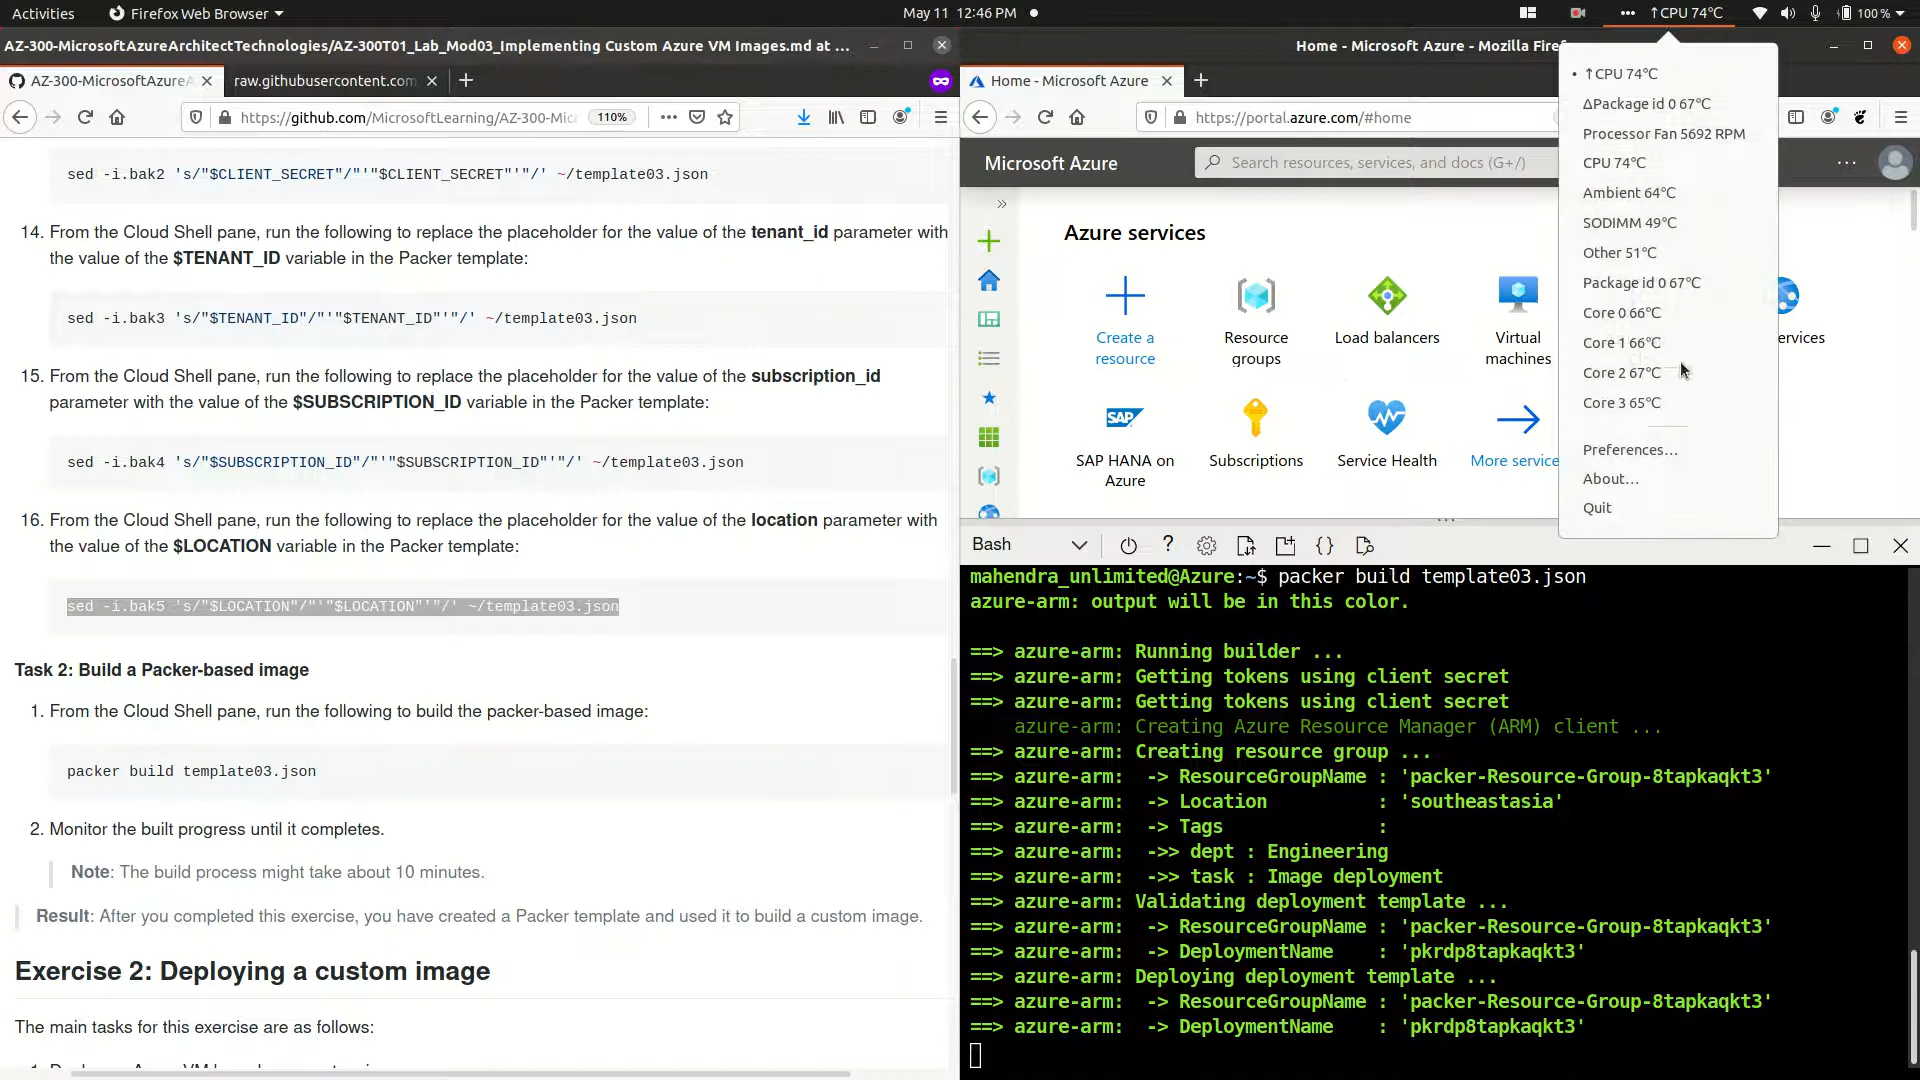 Activities
Firefox Web Browser
May 11 12:46 PM
↑CPU 74℃
100 %
AZ-300-MicrosoftAzureArchitectTechnologies/AZ-300T01_Lab_Mod03_Implementing Custom Azure VM Images.md at ...
AZ-300-MicrosoftAzureA
raw.githubusercontent.com
https://github.com/MicrosoftLearning/AZ-300-Mic
110%
sed -i.bak2 's/"$CLIENT_SECRET"/"'"$CLIENT_SECRET"'"/' ~/template03.json
14. From the Cloud Shell pane, run the following to replace the placeholder for the value of the tenant_id parameter with
the value of the $TENANT_ID variable in the Packer template:
sed -i.bak3 's/"$TENANT_ID"/"'"$TENANT_ID"'"/' ~/template03.json
15. From the Cloud Shell pane, run the following to replace the placeholder for the value of the subscription_id
parameter with the value of the $SUBSCRIPTION_ID variable in the Packer template:
sed -i.bak4 's/"$SUBSCRIPTION_ID"/"'"$SUBSCRIPTION_ID"'"/' ~/template03.json
16. From the Cloud Shell pane, run the following to replace the placeholder for the value of the location parameter with
the value of the $LOCATION variable in the Packer template:
sed -i.bak5 's/"$LOCATION"/"'"$LOCATION"'"/' ~/template03.json
Task 2: Build a Packer-based image
1. From the Cloud Shell pane, run the following to build the packer-based image:
packer build template03.json
2. Monitor the built progress until it completes.
Note: The build process might take about 10 minutes.
Result: After you completed this exercise, you have created a Packer template and used it to build a custom image.
Exercise 2: Deploying a custom image
The main tasks for this exercise are as follows:
Home - Microsoft Azure - Mozilla Firef
Home - Microsoft Azure
https://portal.azure.com/#home
Microsoft Azure
Search resources, services, and docs (G+/)
Azure services
Create a
resource
Resource
groups
Load balancers
Virtual
machines
ervices
SAP
SAP HANA on
Azure
Subscriptions
Service Health
More service
• ↑CPU 74℃
ΔPackage id 0 67℃
Processor Fan 5692 RPM
CPU 74℃
Ambient 64℃
SODIMM 49℃
Other 51℃
Package id 0 67℃
Core 0 66℃
Core 1 66℃
Core 2 67℃
Core 3 65℃
Preferences...
About...
Quit
Bash
mahendra_unlimited@Azure:~$ packer build template03.json
azure-arm: output will be in this color.
==> azure-arm: Running builder ...
==> azure-arm: Getting tokens using client secret
==> azure-arm: Getting tokens using client secret
azure-arm: Creating Azure Resource Manager (ARM) client ...
==> azure-arm: Creating resource group ...
==> azure-arm:  -> ResourceGroupName : 'packer-Resource-Group-8tapkaqkt3'
==> azure-arm:  -> Location          : 'southeastasia'
==> azure-arm:  -> Tags              :
==> azure-arm:  ->> dept : Engineering
==> azure-arm:  ->> task : Image deployment
==> azure-arm: Validating deployment template ...
==> azure-arm:  -> ResourceGroupName : 'packer-Resource-Group-8tapkaqkt3'
==> azure-arm:  -> DeploymentName    : 'pkrdp8tapkaqkt3'
==> azure-arm: Deploying deployment template ...
==> azure-arm:  -> ResourceGroupName : 'packer-Resource-Group-8tapkaqkt3'
==> azure-arm:  -> DeploymentName    : 'pkrdp8tapkaqkt3'